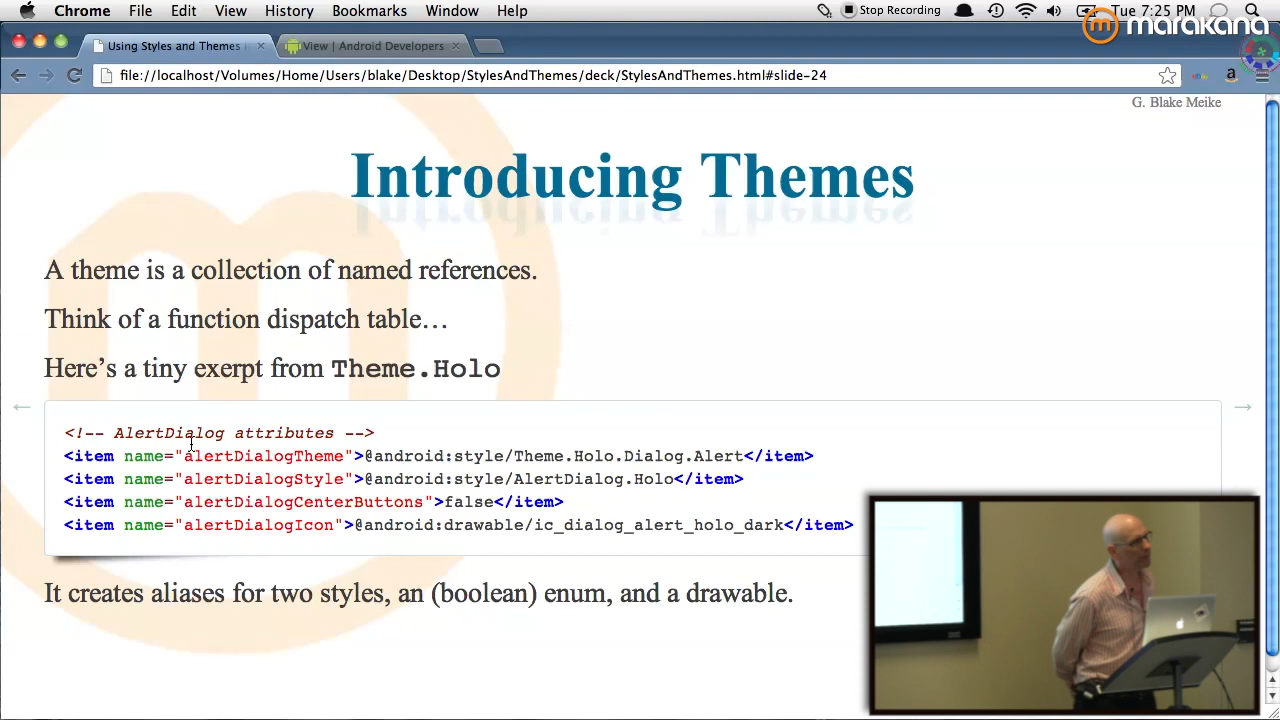 Chrome File Edit View History Bookmarks Window Help Stop Recording Tue 7:25 PM
marakana
Using Styles and Themes View | Android Developers
file://localhost/Volumes/Home/Users/blake/Desktop/StylesAndThemes/deck/StylesAndThemes.html#slide-24
G. Blake Meike
Introducing Themes
A theme is a collection of named references.
Think of a function dispatch table…
Here’s a tiny exerpt from Theme.Holo
<!-- AlertDialog attributes -->
<item name="alertDialogTheme">@android:style/Theme.Holo.Dialog.Alert</item>
<item name="alertDialogStyle">@android:style/AlertDialog.Holo</item>
<item name="alertDialogCenterButtons">false</item>
<item name="alertDialogIcon">@android:drawable/ic_dialog_alert_holo_dark</item>
It creates aliases for two styles, an (boolean) enum, and a drawable.